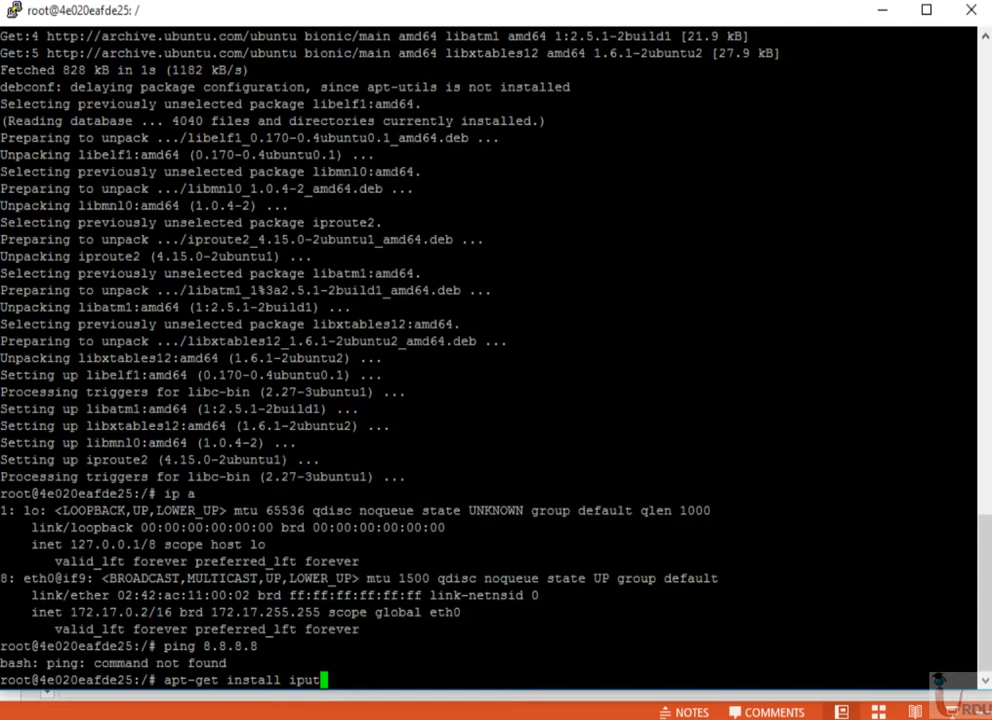 root@4e020eafde25: /
Get:4 http://archive.ubuntu.com/ubuntu bionic/main amd64 libatm1 amd64 1:2.5.1-2build1 [21.9 kB]
Get:5 http://archive.ubuntu.com/ubuntu bionic/main amd64 libxtables12 amd64 1.6.1-2ubuntu2 [27.9 kB]
Fetched 828 kB in 1s (1182 kB/s)
debconf: delaying package configuration, since apt-utils is not installed
Selecting previously unselected package libelf1:amd64.
(Reading database ... 4040 files and directories currently installed.)
Preparing to unpack .../libelf1_0.170-0.4ubuntu0.1_amd64.deb ...
Unpacking libelf1:amd64 (0.170-0.4ubuntu0.1) ...
Selecting previously unselected package libmnl0:amd64.
Preparing to unpack .../libmnl0_1.0.4-2_amd64.deb ...
Unpacking libmnl0:amd64 (1.0.4-2) ...
Selecting previously unselected package iproute2.
Preparing to unpack .../iproute2_4.15.0-2ubuntu1_amd64.deb ...
Unpacking iproute2 (4.15.0-2ubuntu1) ...
Selecting previously unselected package libatm1:amd64.
Preparing to unpack .../libatm1_1%3a2.5.1-2build1_amd64.deb ...
Unpacking libatm1:amd64 (1:2.5.1-2build1) ...
Selecting previously unselected package libxtables12:amd64.
Preparing to unpack .../libxtables12_1.6.1-2ubuntu2_amd64.deb ...
Unpacking libxtables12:amd64 (1.6.1-2ubuntu2) ...
Setting up libelf1:amd64 (0.170-0.4ubuntu0.1) ...
Processing triggers for libc-bin (2.27-3ubuntu1) ...
Setting up libatm1:amd64 (1:2.5.1-2build1) ...
Setting up libxtables12:amd64 (1.6.1-2ubuntu2) ...
Setting up libmnl0:amd64 (1.0.4-2) ...
Setting up iproute2 (4.15.0-2ubuntu1) ...
Processing triggers for libc-bin (2.27-3ubuntu1) ...
root@4e020eafde25:/# ip a
1: lo: <LOOPBACK,UP,LOWER_UP> mtu 65536 qdisc noqueue state UNKNOWN group default qlen 1000
link/loopback 00:00:00:00:00:00 brd 00:00:00:00:00:00
inet 127.0.0.1/8 scope host lo
valid_lft forever preferred_lft forever
8: eth0@if9: <BROADCAST,MULTICAST,UP,LOWER_UP> mtu 1500 qdisc noqueue state UP group default
link/ether 02:42:ac:11:00:02 brd ff:ff:ff:ff:ff:ff link-netnsid 0
inet 172.17.0.2/16 brd 172.17.255.255 scope global eth0
valid_lft forever preferred_lft forever
root@4e020eafde25:/# ping 8.8.8.8
bash: ping: command not found
root@4e020eafde25:/# apt-get install iput
NOTES COMMENTS